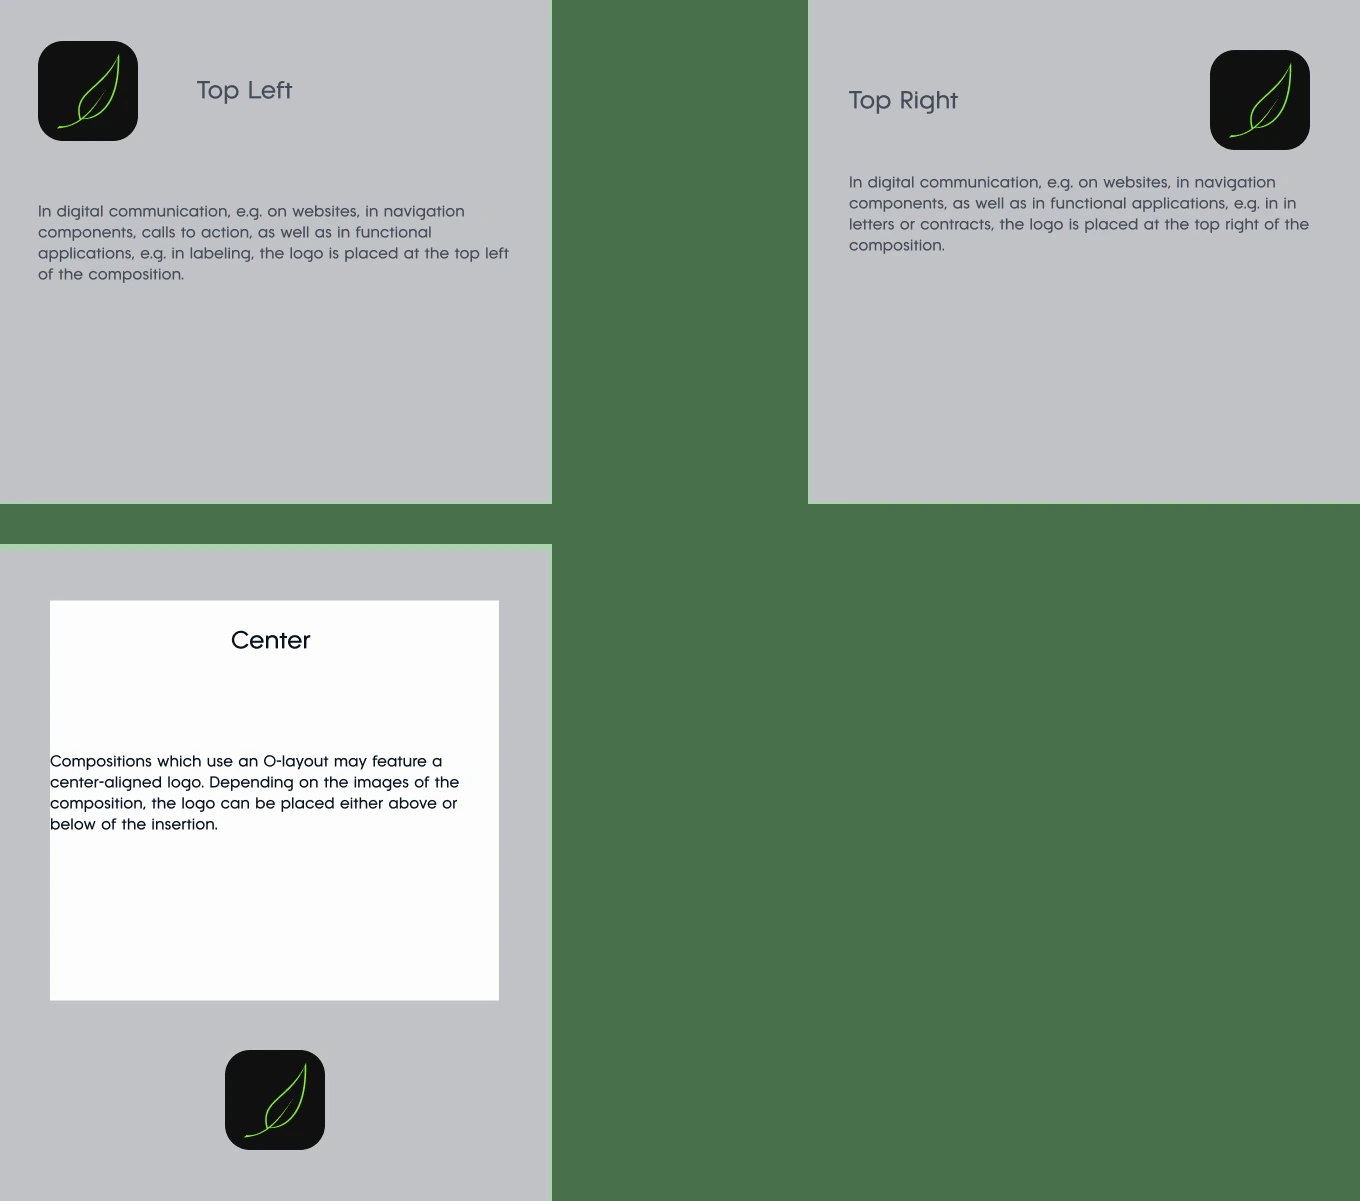 Top Left
In digital communication, e.g. on websites, in navigation
components, calls to action, as well as in functional
applications, e.g. in labeling, the logo is placed at the top left
of the composition.
Top Right
In digital communication, e.g. on websites, in navigation
components, as well as in functional applications, e.g. in in
letters or contracts, the logo is placed at the top right of the
composition.
Center
Compositions which use an O-layout may feature a
center-aligned logo. Depending on the images of the
composition, the logo can be placed either above or
below of the insertion.